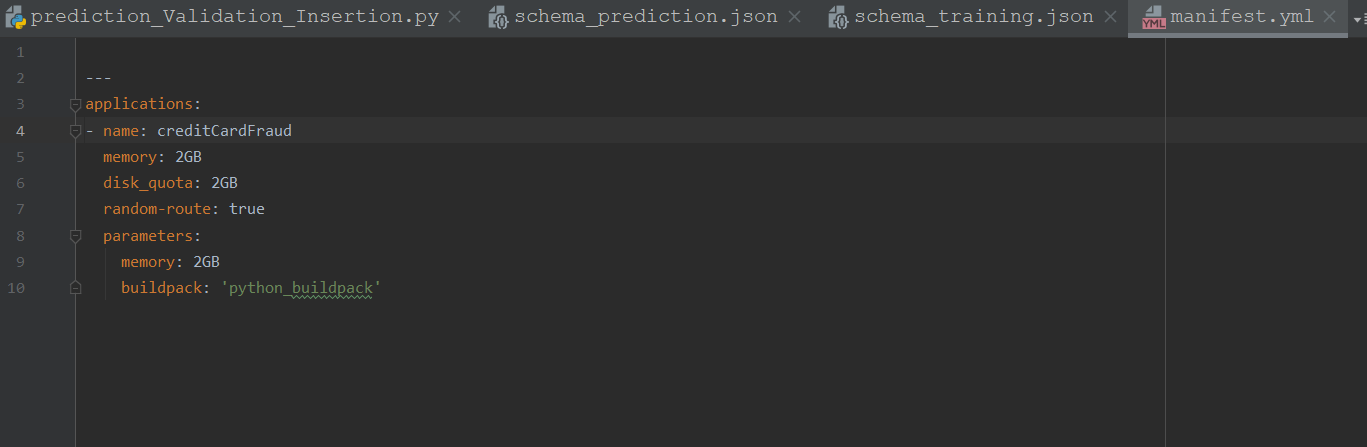 prediction_Validation_Insertion.py schema_prediction.json schema_training.json YML manifest.yml
1
2 ---
3 applications:
4 - name: creditCardFraud
5 memory: 2GB
6 disk_quota: 2GB
7 random-route: true
8 parameters:
9 memory: 2GB
10 buildpack: 'python_buildpack'